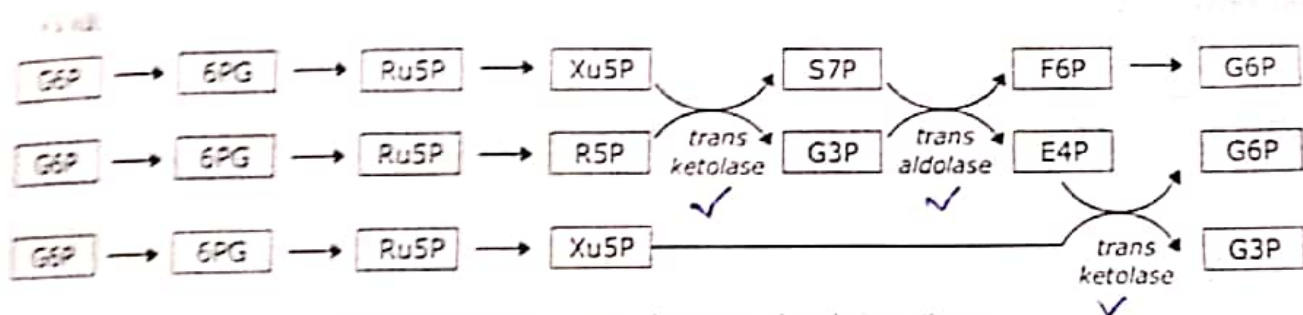 G6P 6PG Ru5P Xu5P S7P F6P G6P
G6P 6PG Ru5P R5P trans ketolase G3P trans aldolase E4P G6P
G6P 6PG Ru5P Xu5P trans ketolase G3P